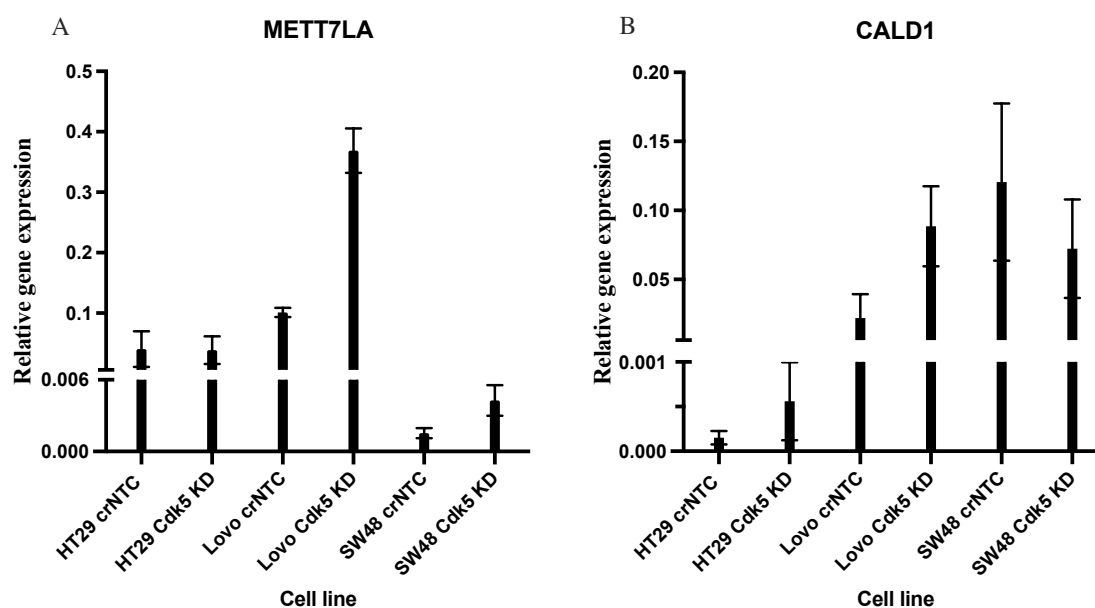 A
METT7LA
Relative gene expression
0.5
0.4
0.3
0.2
0.1
0.006
0.000
HT29 crNTC
HT29 Cdk5 KD
Lovo crNTC
Lovo Cdk5 KD
SW48 crNTC
SW48 Cdk5 KD
Cell line
B
CALD1
Relative gene expression
0.20
0.15
0.10
0.05
0.001
0.000
HT29 crNTC
HT29 Cdk5 KD
Lovo crNTC
Lovo Cdk5 KD
SW48 crNTC
SW48 Cdk5 KD
Cell line